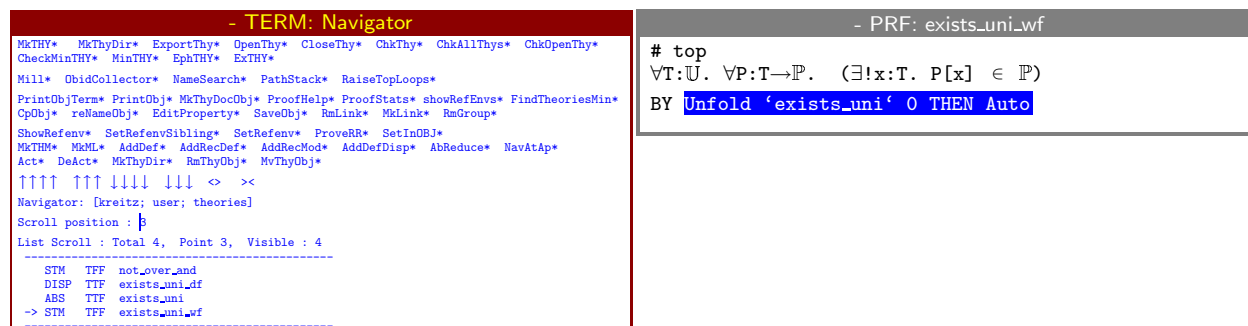 - TERM: Navigator
MkTHY* MkThyDir* ExportThy* OpenThy* CloseThy* ChkThy* ChkAllThys* ChkOpenThy*
CheckMinTHY* MinTHY* EphTHY* ExTHY*
Mill* ObidCollector* NameSearch* PathStack* RaiseTopLoops*
PrintObjTerm* PrintObj* MkThyDocObj* ProofHelp* ProofStats* showRefEnvs* FindTheoriesMin*
CpObj* reNameObj* EditProperty* SaveObj* RmLink* MkLink* RmGroup*
ShowRefenv* SetRefenvSibling* SetRefenv* ProveRR* SetInOBJ*
MkTHM* MkML* AddDef* AddRecDef* AddRecMod* AddDefDisp* AbReduce* NavAtAp*
Act* DeAct* MkThyDir* RmThyObj* MvThyObj*
↑↑↑↑ ↑↑↑ ↓↓↓↓ ↓↓↓ <> ><
Navigator: [kreitz; user; theories]
Scroll position : 3
List Scroll : Total 4, Point 3, Visible : 4
----------------------------------------------
STM TFF not_over_and
DISP TTF exists_uni_df
ABS TTF exists_uni
-> STM TFF exists_uni_wf
----------------------------------------------
- PRF: exists_uni_wf
# top
∀T:𝕌. ∀P:T→ℙ. (∃!x:T. P[x] ∈ ℙ)
BY Unfold ‘exists_uni‘ 0 THEN Auto